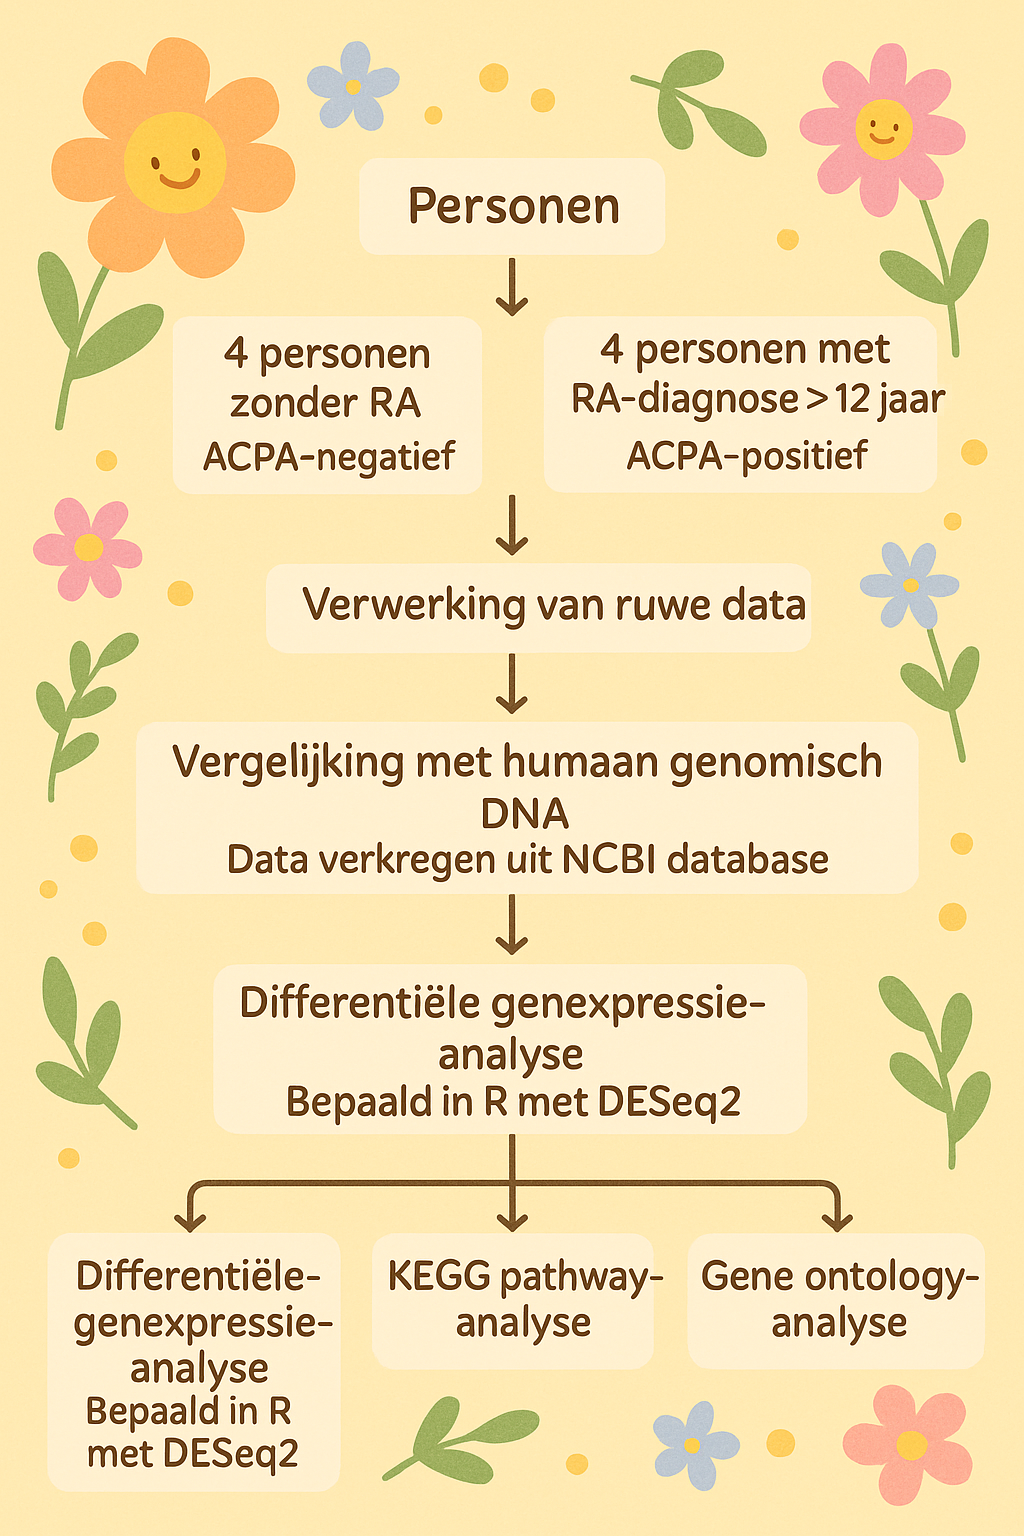 Personen
4 personen
zonder RA
ACPA-negatief
4 personen met
RA-diagnose > 12 jaar
ACPA-positief
Verwerking van ruwe data
Vergelijking met humaan genomisch
DNA
Data verkregen uit NCBI database
Differentiële genexpressie-
analyse
Bepaald in R met DESeq2
Differentiële-
genexpressie-
analyse
Bepaald in R
met DESeq2
KEGG pathway-
analyse
Gene ontology-
analyse